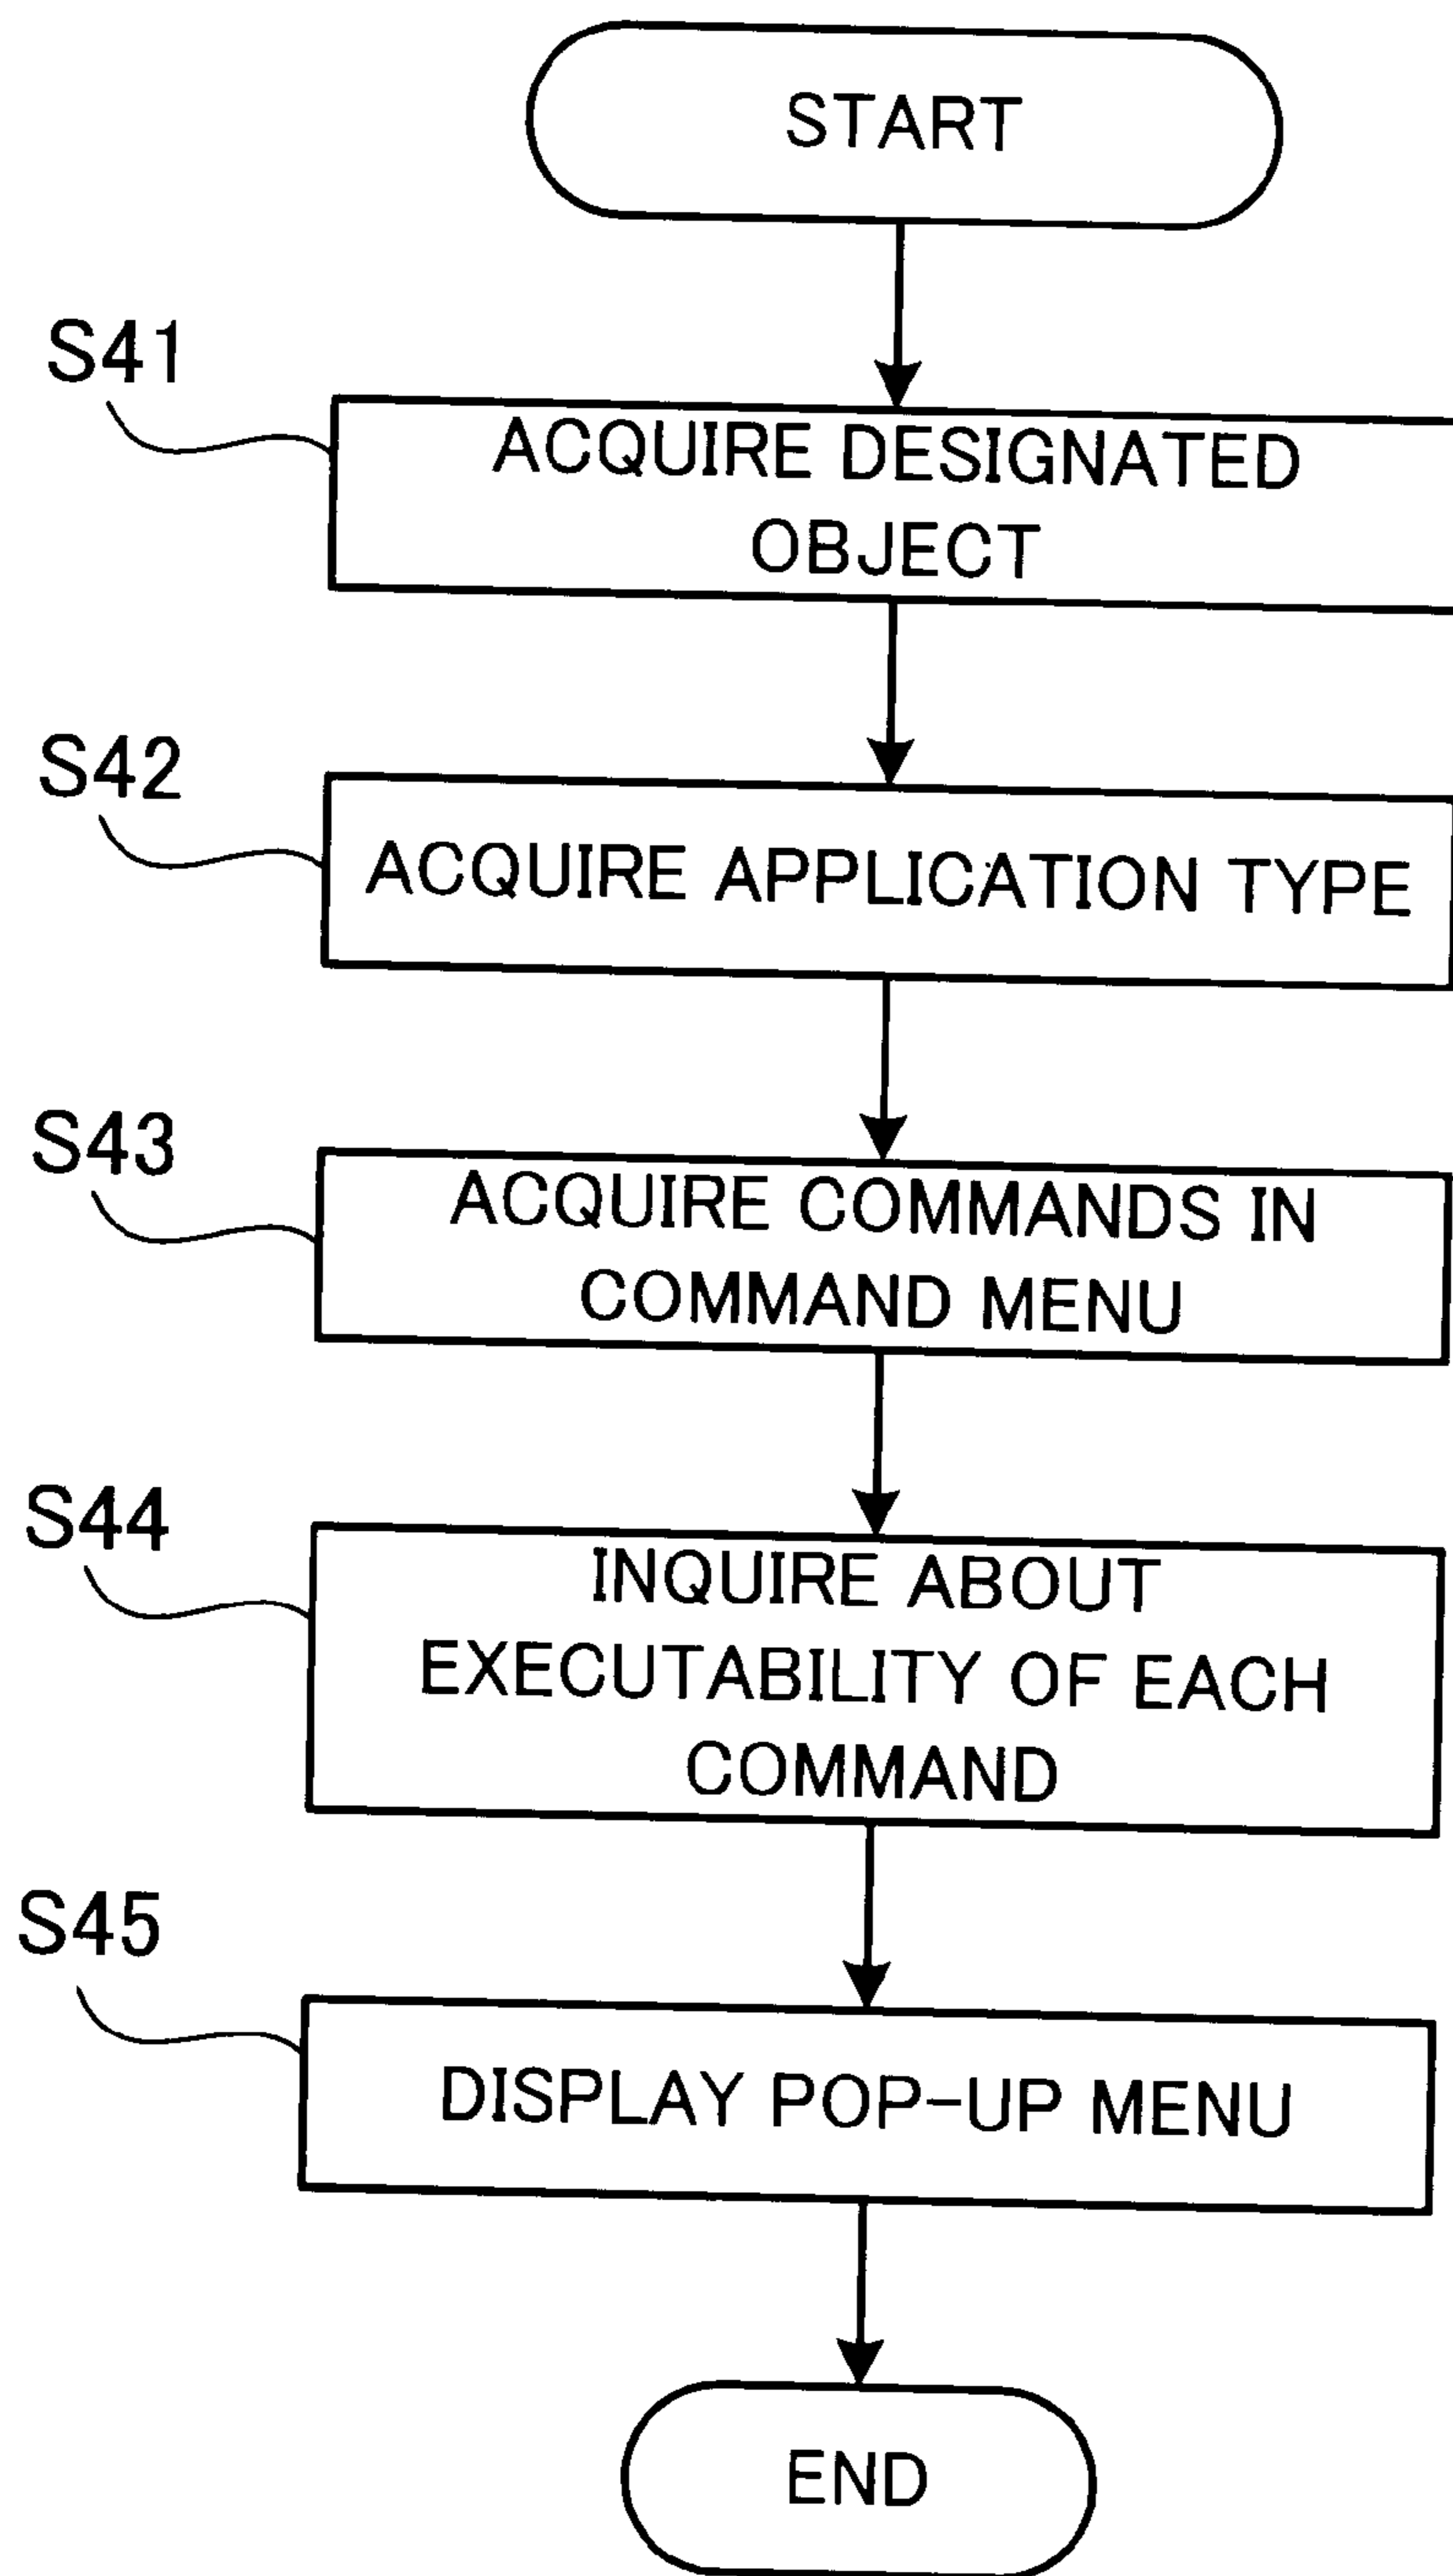 START
S41
ACQUIRE DESIGNATED
OBJECT
S42
ACQUIRE APPLICATION TYPE
S43
ACQUIRE COMMANDS IN
COMMAND MENU
S44
INQUIRE ABOUT
EXECUTABILITY OF EACH
COMMAND
S45
DISPLAY POP-UP MENU
END